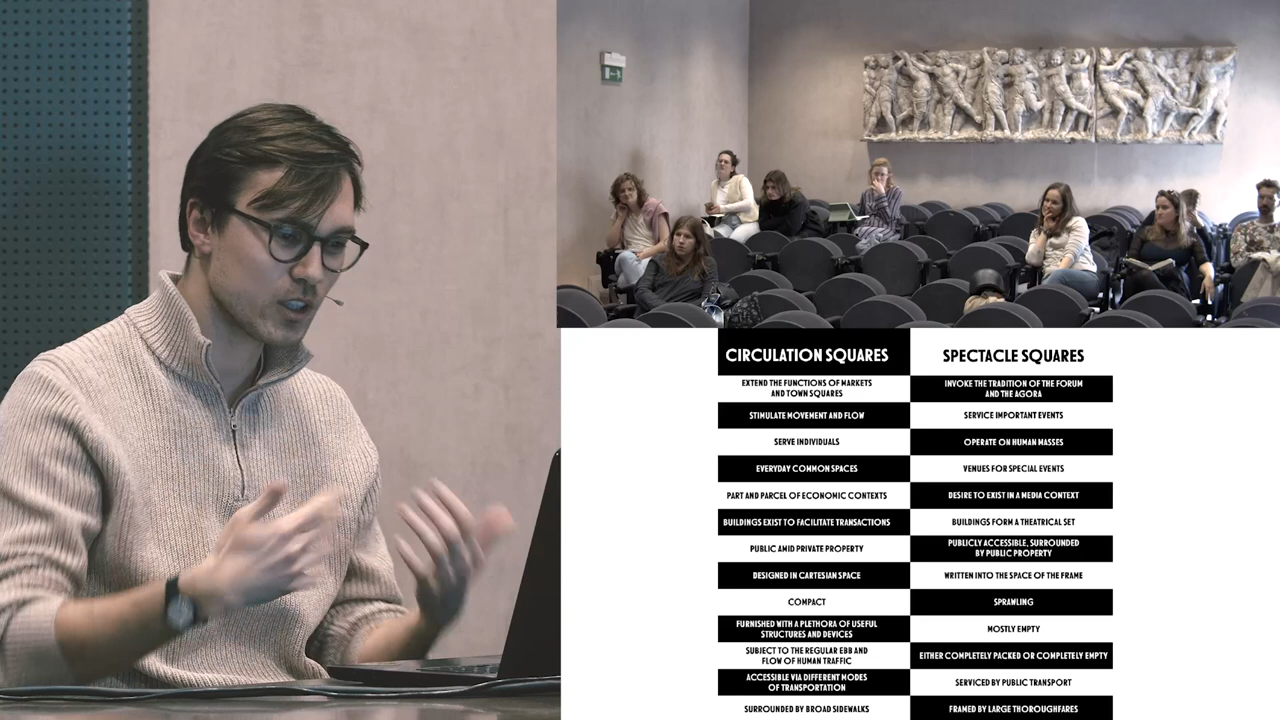 CIRCULATION SQUARES
SPECTACLE SQUARES
EXTEND THE FUNCTIONS OF MARKETS
AND TOWN SQUARES
INVOKE THE TRADITION OF THE FORUM
AND THE AGORA
STIMULATE MOVEMENT AND FLOW
SERVICE IMPORTANT EVENTS
SERVE INDIVIDUALS
OPERATE ON HUMAN MASSES
EVERYDAY COMMON SPACES
VENUES FOR SPECIAL EVENTS
PART AND PARCEL OF ECONOMIC CONTEXTS
DESIRE TO EXIST IN A MEDIA CONTEXT
BUILDINGS EXIST TO FACILITATE TRANSACTIONS
BUILDINGS FORM A THEATRICAL SET
PUBLIC AMID PRIVATE PROPERTY
PUBLICLY ACCESSIBLE, SURROUNDED
BY PUBLIC PROPERTY
DESIGNED IN CARTESIAN SPACE
WRITTEN INTO THE SPACE OF THE FRAME
COMPACT
SPRAWLING
FURNISHED WITH A PLETHORA OF USEFUL
STRUCTURES AND DEVICES
MOSTLY EMPTY
SUBJECT TO THE REGULAR EBB AND
FLOW OF HUMAN TRAFFIC
EITHER COMPLETELY PACKED OR COMPLETELY EMPTY
ACCESSIBLE VIA DIFFERENT MODES
OF TRANSPORTATION
SERVICED BY PUBLIC TRANSPORT
SURROUNDED BY BROAD SIDEWALKS
FRAMED BY LARGE THOROUGHFARES